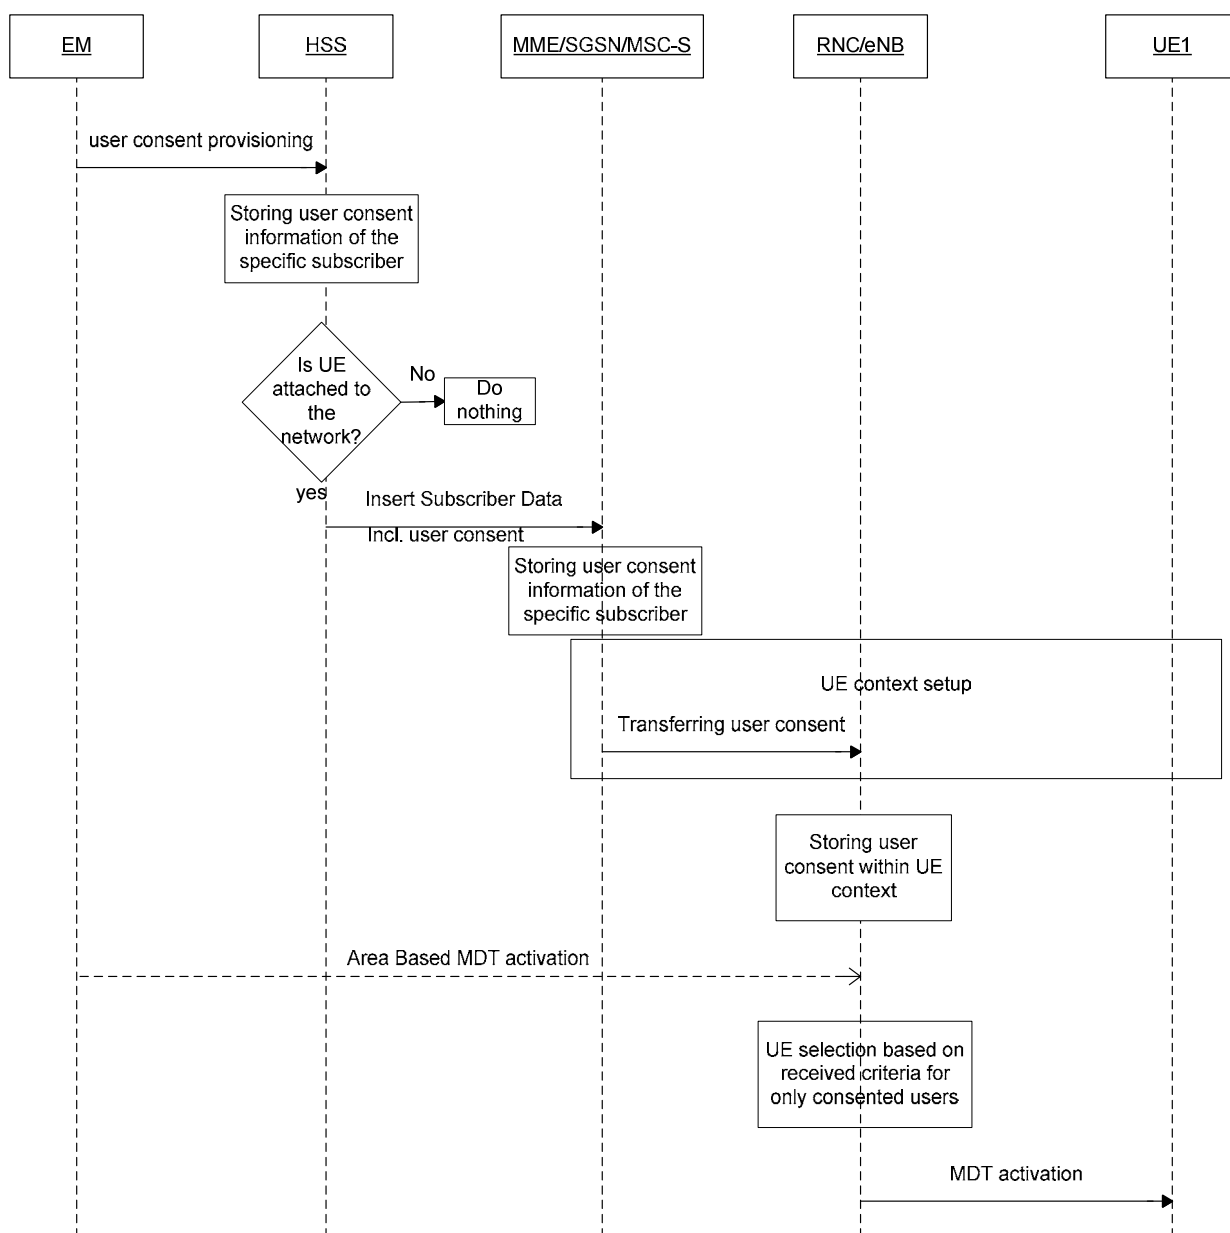 EM
HSS
MME/SGSN/MSC-S
RNC/eNB
UE1
user consent provisioning
Storing user consent
information of the
specific subscriber
Is UE
attached to
the
network?
No
Do
nothing
yes
Insert Subscriber Data
Incl. user consent
Storing user consent
information of the
specific subscriber
UE context setup
Transferring user consent
Storing user
consent within UE
context
Area Based MDT activation
UE selection based on
received criteria for
only consented users
MDT activation